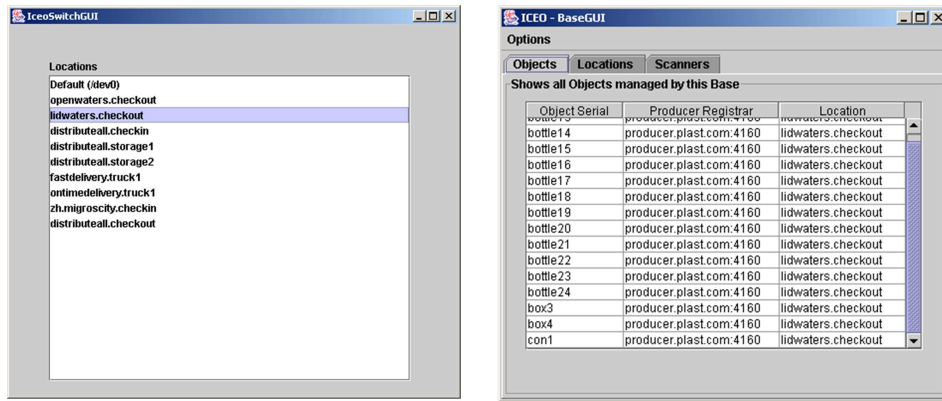 IceoSwitchGUI
Locations
Default (/dev0)
openwaters.checkout
lidwaters.checkout
distributeall.checkin
distributeall.storage1
distributeall.storage2
fastdelivery.truck1
ontimedelivery.truck1
zh.migroscity.checkin
distributeall.checkout
ICEO - BaseGUI
Options
Objects Locations Scanners
Shows all Objects managed by this Base
Object Serial Producer Registrar Location
bottle14 producer.plast.com:4160 lidwaters.checkout
bottle15 producer.plast.com:4160 lidwaters.checkout
bottle16 producer.plast.com:4160 lidwaters.checkout
bottle17 producer.plast.com:4160 lidwaters.checkout
bottle18 producer.plast.com:4160 lidwaters.checkout
bottle19 producer.plast.com:4160 lidwaters.checkout
bottle20 producer.plast.com:4160 lidwaters.checkout
bottle21 producer.plast.com:4160 lidwaters.checkout
bottle22 producer.plast.com:4160 lidwaters.checkout
bottle23 producer.plast.com:4160 lidwaters.checkout
bottle24 producer.plast.com:4160 lidwaters.checkout
box3 producer.plast.com:4160 lidwaters.checkout
box4 producer.plast.com:4160 lidwaters.checkout
con1 producer.plast.com:4160 lidwaters.checkout